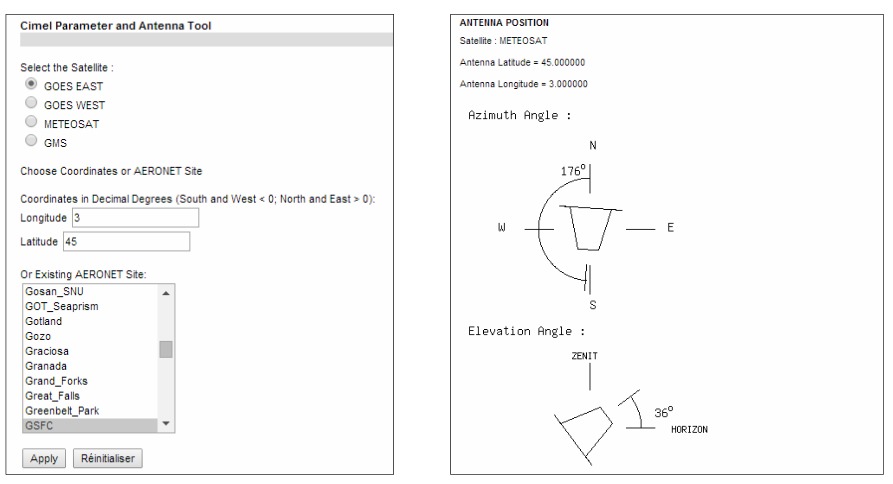 Cimel Parameter and Antenna Tool
Select the Satellite :
GOES EAST
GOES WEST
METEOSAT
GMS
Choose Coordinates or AERONET Site
Coordinates in Decimal Degrees (South and West < 0; North and East > 0):
Longitude 3
Latitude 45
Or Existing AERONET Site:
Gosan_SNU
GOT_Seaprism
Gotland
Gozo
Graciosa
Granada
Grand_Forks
Great_Falls
Greenbelt_Park
GSFC
Apply Réinitialiser
ANTENNA POSITION
Satellite : METEOSAT
Antenna Latitude = 45.000000
Antenna Longitude = 3.000000
Azimuth Angle :
N
176°
W E
S
Elevation Angle :
ZENIT
36°
HORIZON